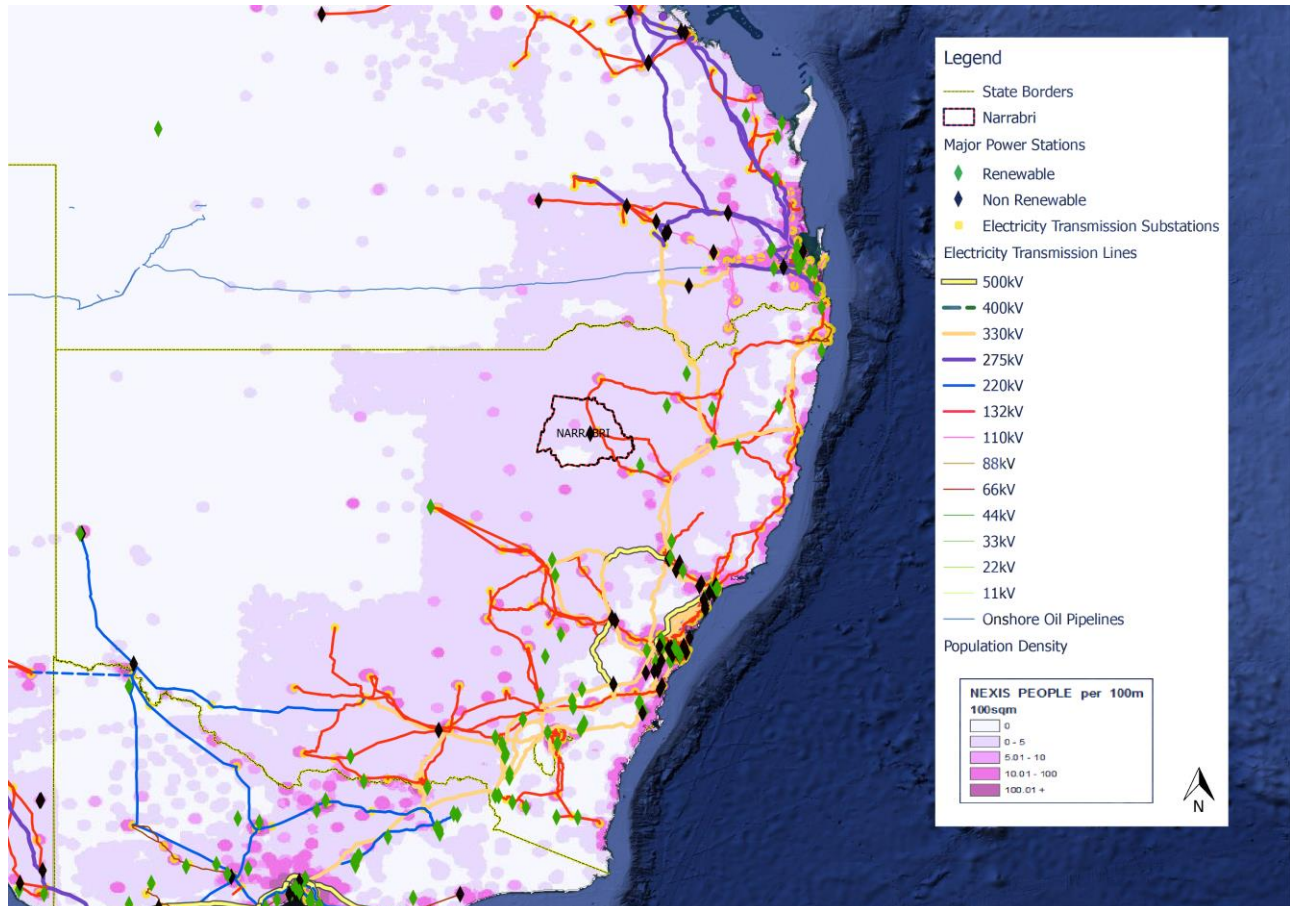 NARRABRI
Legend
State Borders
Narrabri
Major Power Stations
Renewable
Non Renewable
Electricity Transmission Substations
Electricity Transmission Lines
500kV
400kV
330kV
275kV
220kV
132kV
110kV
88kV
66kV
44kV
33kV
22kV
11kV
Onshore Oil Pipelines
Population Density
NEXIS PEOPLE per 100m
100sqm
0
0 - 5
5.01 - 10
10.01 - 100
100.01 +
N